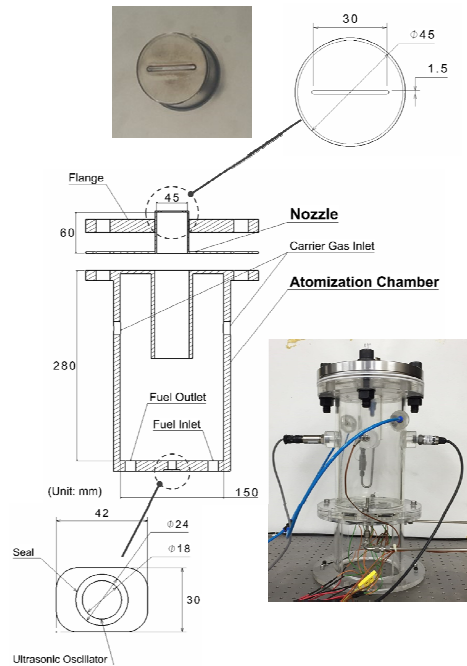 30
Φ45
1.5
Flange
45
Nozzle
60
Carrier Gas Inlet
Atomization Chamber
280
Fuel Outlet
Fuel Inlet
(Unit: mm)
150
42
Φ24
Φ18
Seal
30
Ultrasonic Oscillator